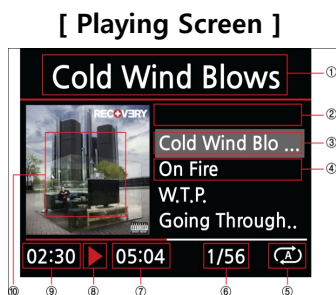 [ Playing Screen ]
Cold Wind Blows
①
RECOVERY
②
Cold Wind Blo ...
③
On Fire
④
W.T.P.
Going Through..
02:30
05:04
1/56
A
⑩
⑨
⑧
⑦
⑥
⑤